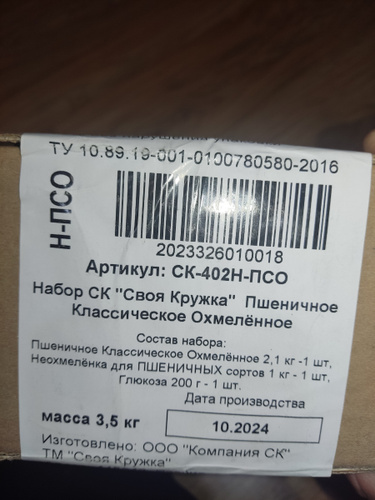 ТУ 10.89.19-001-0100780580-2016
Н-ПСО
2023326010018
Артикул: СК-402Н-ПСО
Набор СК "Своя Кружка" Пшеничное
Классическое Охмелённое
Состав набора:
Пшеничное Классическое Охмелённое 2,1 кг -1 шт,
Неохмелёнка для ПШЕНИЧНЫХ сортов 1 кг - 1 шт,
Глюкоза 200 г - 1 шт.
Дата производства
масса 3,5 кг
10.2024
Изготовлено: ООО "Компания СК"
ТМ "Своя Кружка"